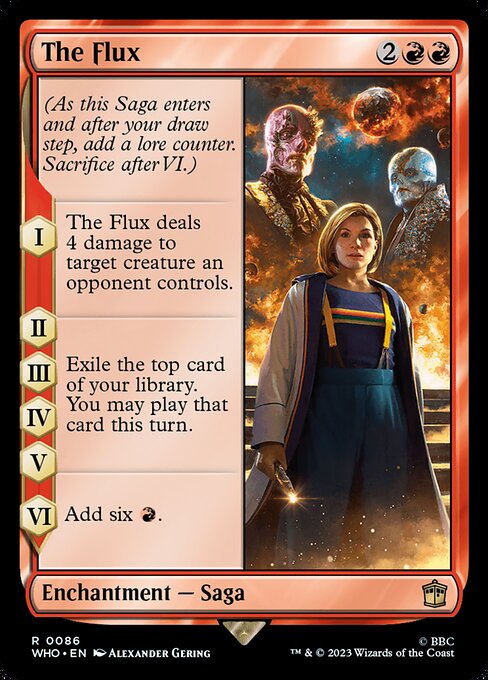 The Flux 2
(As this Saga enters
and after your draw
step, add a lore counter.
Sacrifice after VI.)
I
The Flux deals
4 damage to
target creature an
opponent controls.
II
III
IV
V
Exile the top card
of your library.
You may play that
card this turn.
VI
Add six .
Enchantment — Saga
R 0086
WHO • EN Alexander Gering
© BBC
™ & © 2023 Wizards of the Coast